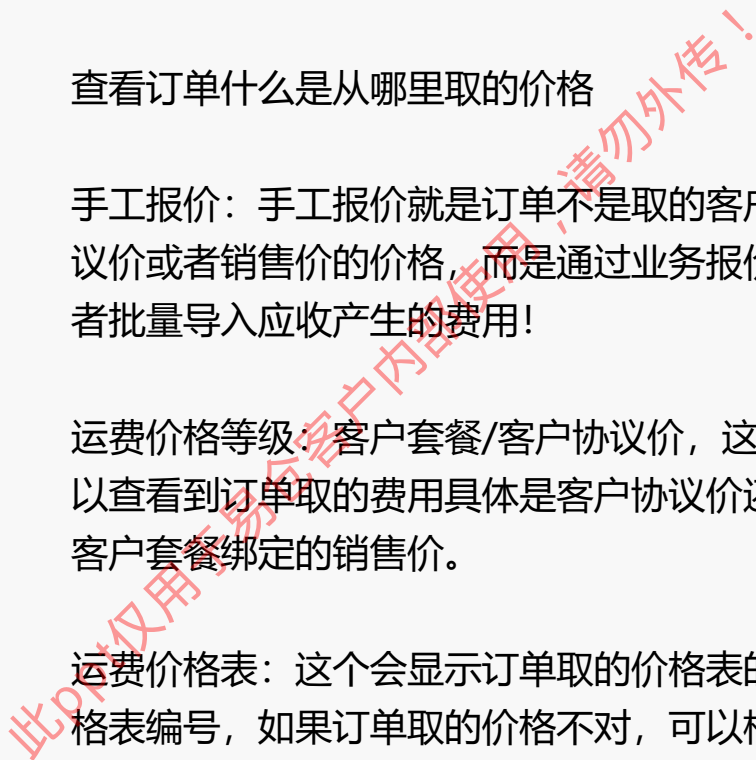 查看订单什么是从哪里取的价格
手工报价：手工报价就是订单不是取的客
议价或者销售价的价格，而是通过业务报
者批量导入应收产生的费用！
运费价格等级：客户套餐/客户协议价，这
以查看到订单取的费用具体是客户协议价
客户套餐绑定的销售价。
运费价格表：这个会显示订单取的价格表
格表编号，如果订单取的价格不对，可以
此ppt仅用于易仓客户内部使用，请勿外传！